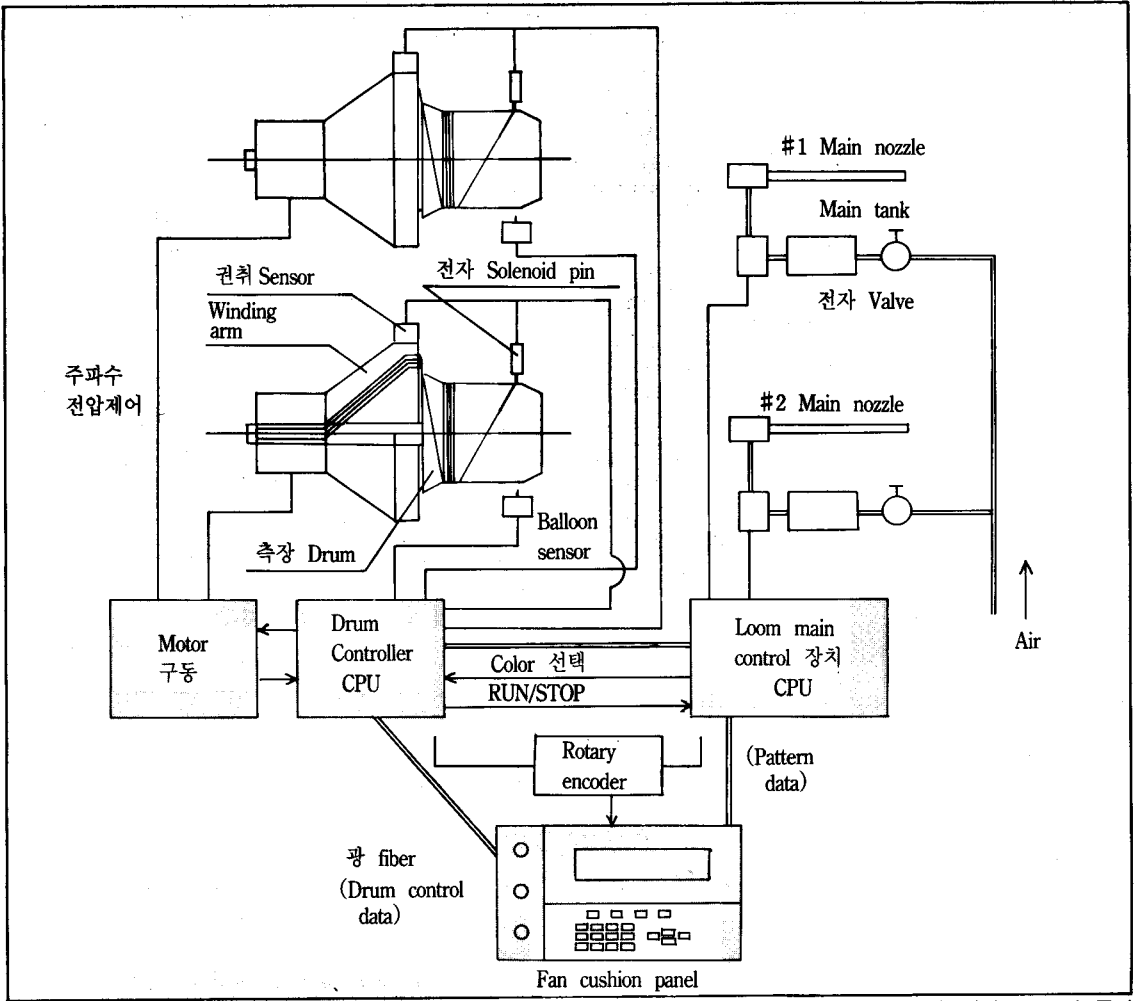 #1 Main nozzle
Main tank
전자 Valve
권취 Sensor
전자 Solenoid pin
Winding
arm
주파수
전압제어
#2 Main nozzle
측장 Drum
Balloon
sensor
Air
Motor
구동
Drum
Controller
CPU
Color 선택
RUN/STOP
Loom main
control 장치
CPU
Rotary
encoder
(Pattern
data)
광 fiber
(Drum control
data)
Fan cushion panel